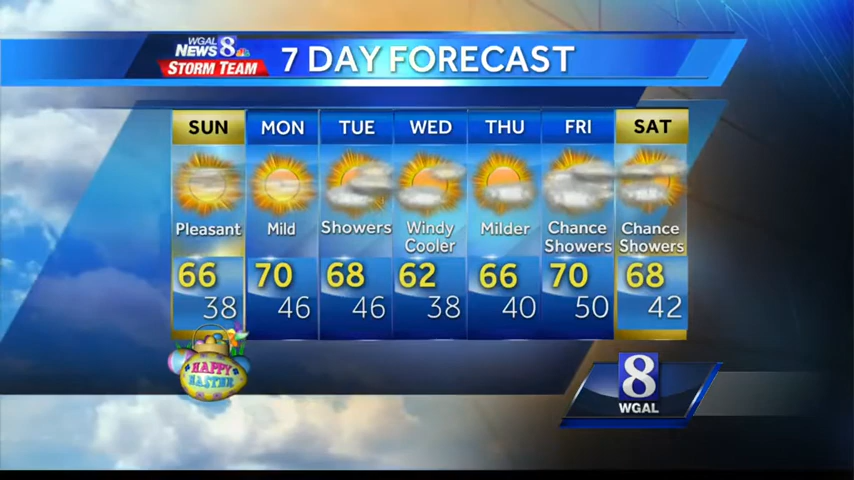 WGAL
NEWS 8
STORM TEAM
7 DAY FORECAST
SUN MON TUE WED THU FRI SAT
Pleasant Mild Showers Windy Cooler Milder Chance Showers Chance Showers
66 70 68 62 66 70 68
38 46 46 38 40 50 42
HAPPY
EASTER
8
WGAL